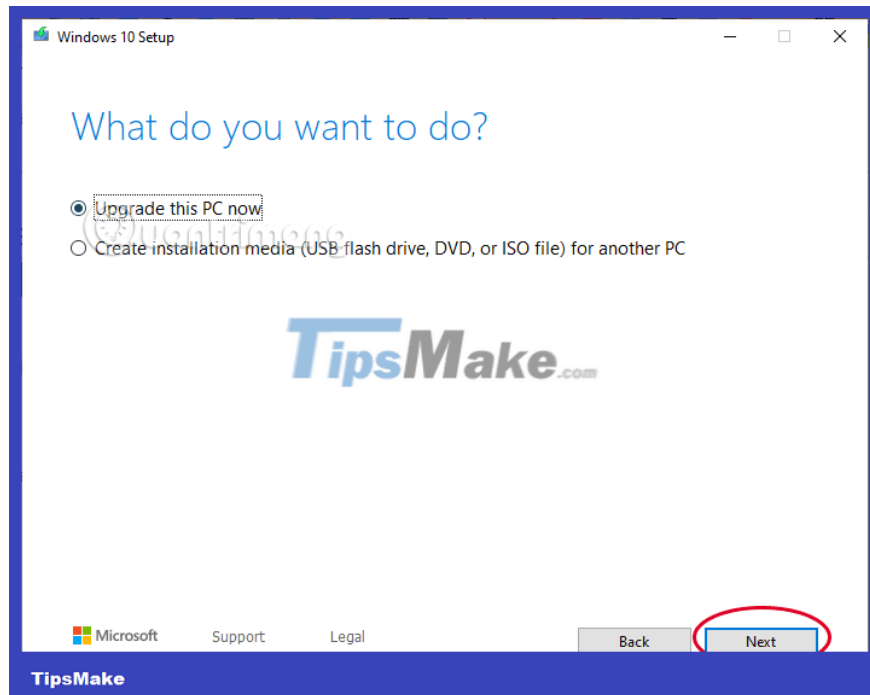 Windows 10 Setup
What do you want to do?
Upgrade this PC now
Quantrimang
Create installation media (USB flash drive, DVD, or ISO file) for another PC
TipsMake.com
Microsoft
Support
Legal
Back
Next
TipsMake